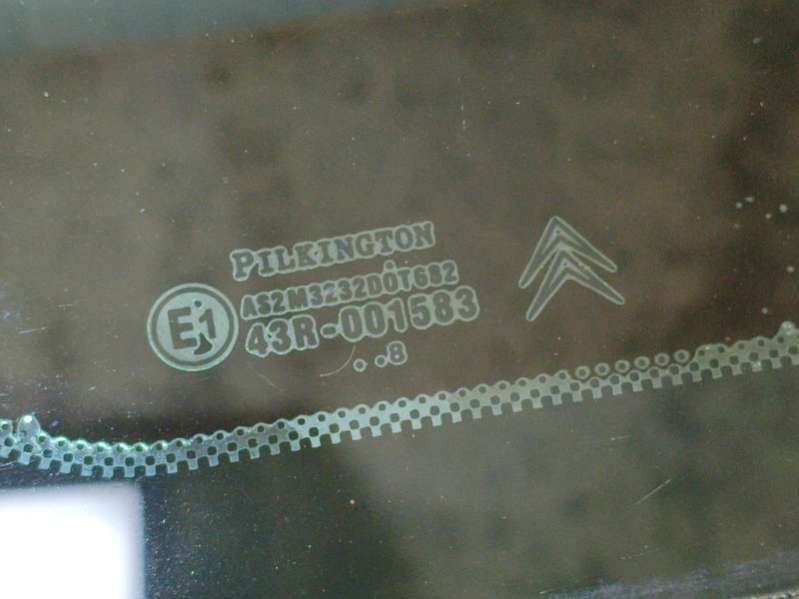 PILKINGTON
AS2M3232DOT682
E1
43R-001583
..8